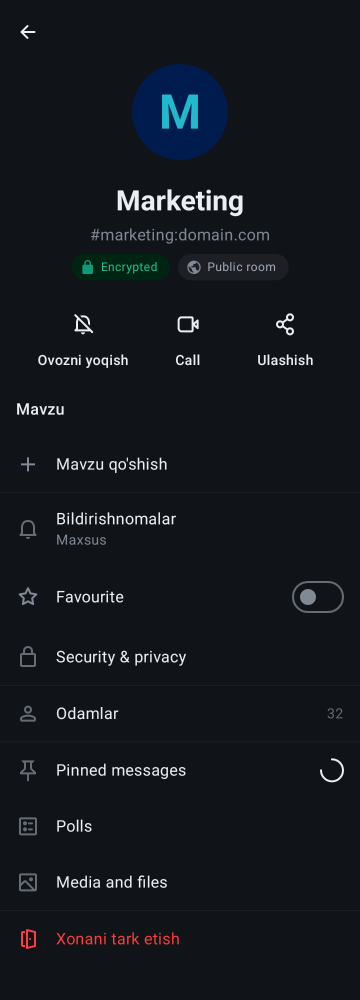 M
Marketing
#marketing:domain.com
Encrypted
Public room
Ovozni yoqish
Call
Ulashish
Mavzu
Mavzu qo'shish
Bildirishnomalar
Maxsus
Favourite
Security & privacy
Odamlar 32
Pinned messages
Polls
Media and files
Xonani tark etish